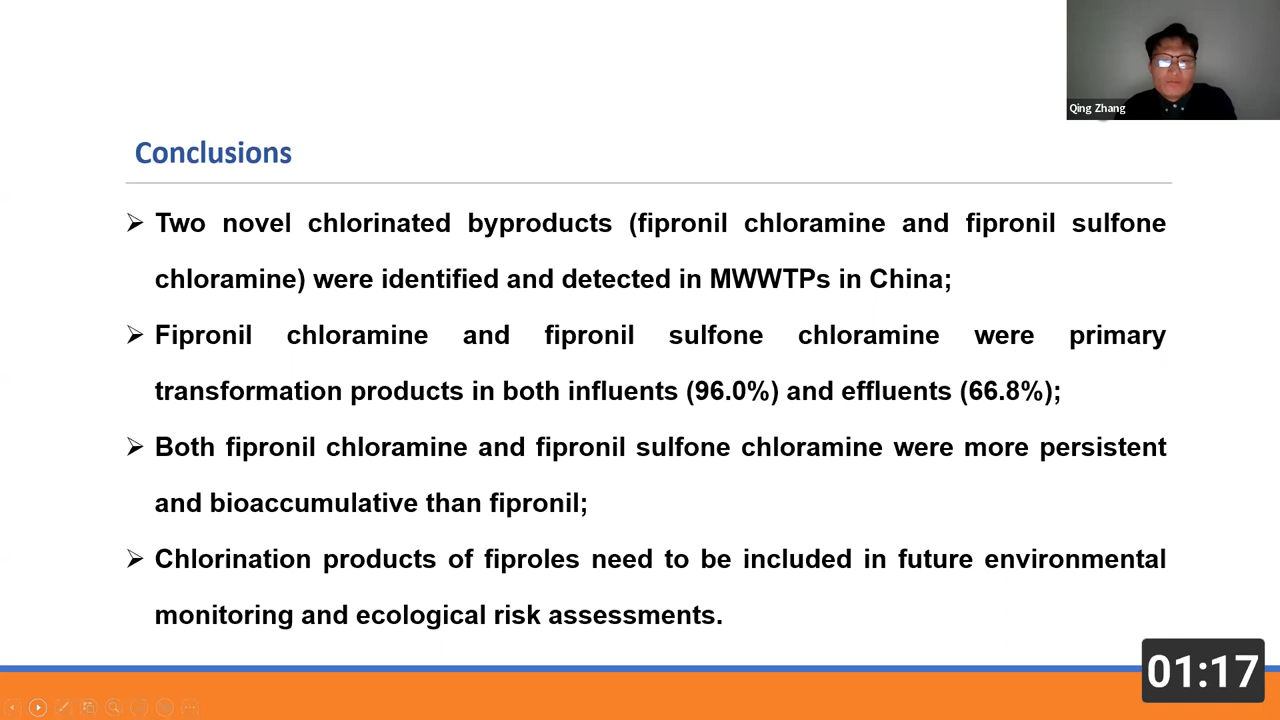 Qing Zhang
Conclusions
Two novel chlorinated byproducts (fipronil chloramine and fipronil sulfone
chloramine) were identified and detected in MWWTPs in China;
Fipronil chloramine and fipronil sulfone chloramine were primary
transformation products in both influents (96.0%) and effluents (66.8%);
Both fipronil chloramine and fipronil sulfone chloramine were more persistent
and bioaccumulative than fipronil;
Chlorination products of fiproles need to be included in future environmental
monitoring and ecological risk assessments.
01:17